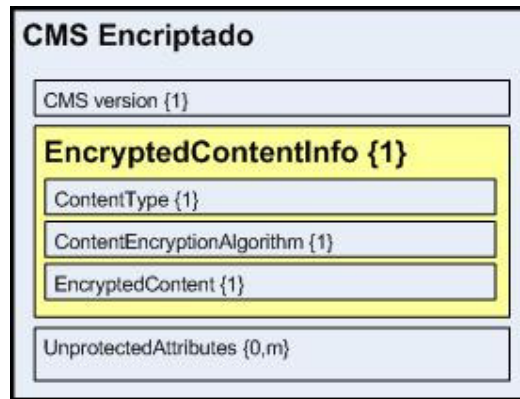 CMS Encriptado
CMS version {1}
EncryptedContentInfo {1}
ContentType {1}
ContentEncryptionAlgorithm {1}
EncryptedContent {1}
UnprotectedAttributes {0,m}